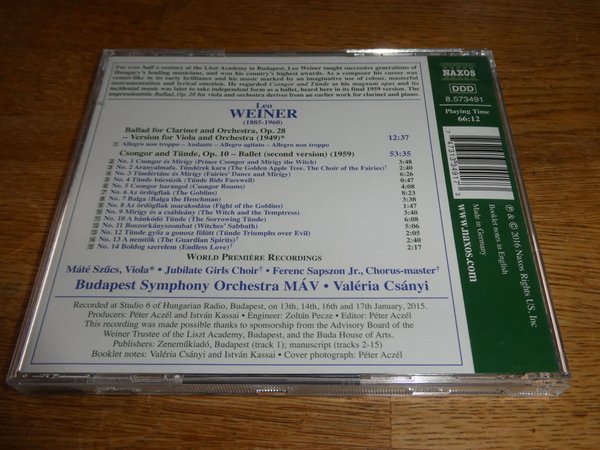 For over half a century at the Liszt Academy in Budapest, Leo Weiner taught successive generations of
Hungary's leading musicians, and won his country's highest awards. As a composer his career was
comet-like in its early brilliance and his music marked by an imaginative use of colour, masterful
instrumentation and lyrical emotion. He regarded Csongor and Tünde as his magnum opus and its
incidental music was later to take independent form as a ballet, heard here in its final 1959 version. The
impressionistic Ballad, Op. 28 for viola and orchestra derives from an earlier work for clarinet and piano.
Leo
WEINER
(1885-1960)
Ballad for Clarinet and Orchestra, Op. 28
– Version for Viola and Orchestra (1949)* 12:37
1 Allegro non troppo – Andante – Allegro agitato – Allegro non troppo
Csongor and Tünde, Op. 10 – Ballet (second version) (1959) 53:35
2 No. 1 Csongor és Mirigy (Prince Csongor and Mirigy the Witch) 3:48
No. 2 Aranyalmafa. Tündérek kara (The Golden Apple Tree. The Choir of the Fairies)†
No. 3 Tündértánc és Mirigy (Fairies' Dance and Mirigy) 6:26
No. 4 Tünde búcsúzik (Tünde Bids Farewell)
No. 5 Csongor barangol (Csongor Roams) 4:08
No. 6 Az ördögfiak (The Goblins)
No. 8 Az ördögfiak marakodása (Fight of the Goblins)
No. 7 Balga (Balga the Henchman) 3:38
No. 9 Mirigy és a csábleány (The Witch and the Temptress)
No. 10 A bánkódó Tünde (The Sorrowing Tünde)
No. 11 Boszorkányszombat (Witches' Sabbath) 5:06
No. 12 Tünde győz a gonosz fölött (Tünde Triumphs over Evil)
No. 13 A nemtők (The Guardian Spirits)† 2:40
No. 14 Boldog szerelem (Endless Love)† 2:17
WORLD PREMIÈRE RECORDINGS
Máté Szűcs, Viola* • Jubilate Girls Choir† • Ferenc Sapszon Jr., Chorus-master†
Budapest Symphony Orchestra MÁV • Valéria Csányi
Recorded at Studio 6 of Hungarian Radio, Budapest, on 13th, 14th, 16th and 17th January, 2015.
Producers: Péter Aczél and István Kassai • Engineer: Zoltán Pecze • Editor: Péter Aczél
This recording was made possible thanks to sponsorship from the Advisory Board of the
Weiner Trustee of the Liszt Academy, Budapest, and the Buda House of Arts.
Publishers: Zeneműkiadó, Budapest (track 1); manuscript (tracks 2-15)
Booklet notes: Valéria Csányi and István Kassai • Cover photograph: Péter Aczél
NAXOS
DDD
8.573491
Playing Time
66:12
www.naxos.com
Made in Germany
Booklet notes in English
℗ & © 2016 Naxos Rights US, Inc